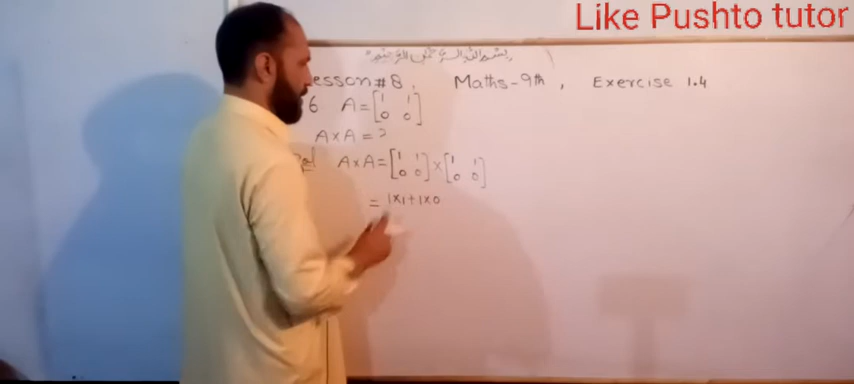 Like Pushto tutor
بسم الله الرحمن الرحيم
esson # 8, Maths-9th, Exercise 1.4
6 A = [1 1
0 0]
A×A = ?
Sol A×A = [1 1
0 0] × [1 1
0 0]
= 1×1+1×0